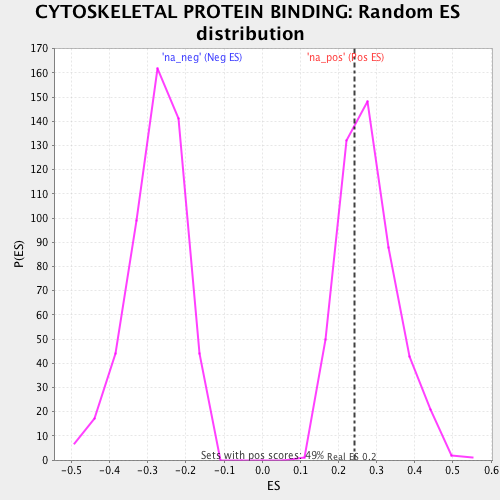 CYTOSKELETAL PROTEIN BINDING: Random ES
distribution
'na_neg' (Neg ES)
'na_pos' (Pos ES)
170
160
150
140
130
120
110
100
90
80
70
60
50
40
30
20
10
0
P(ES)
Sets with pos scores: 49%
Real ES 0.2
-0.5 -0.4 -0.3 -0.2 -0.1 0.0 0.1 0.2 0.3 0.4 0.5 0.6
ES